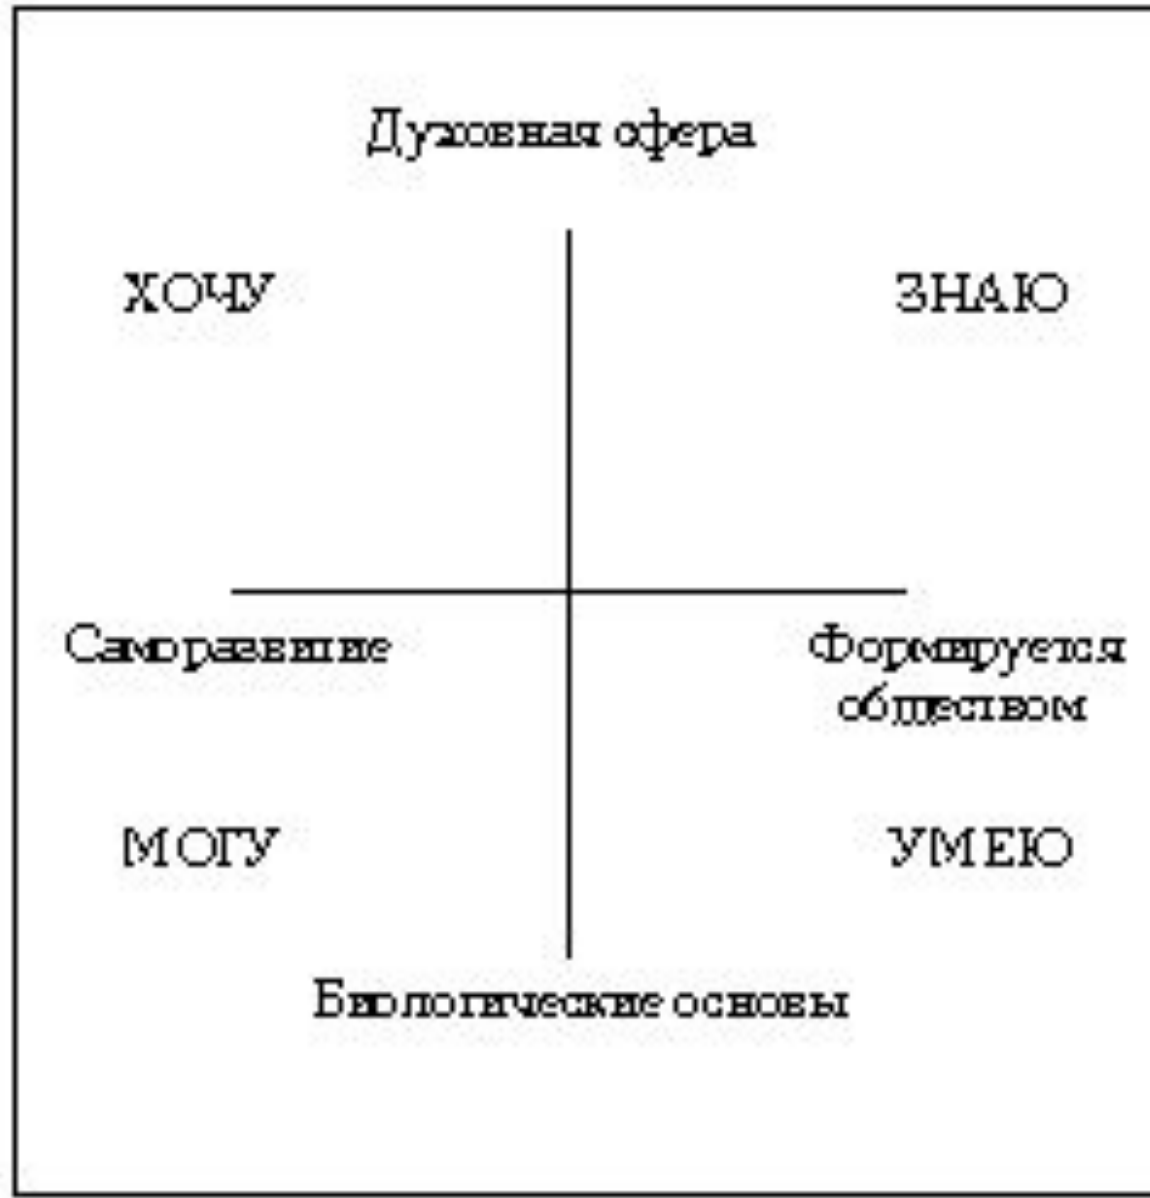 Духовная сфера
ХОЧУ ЗНАЮ
Саморазвитие Формируется
обществом
МОГУ УМЕЮ
Биологические основы